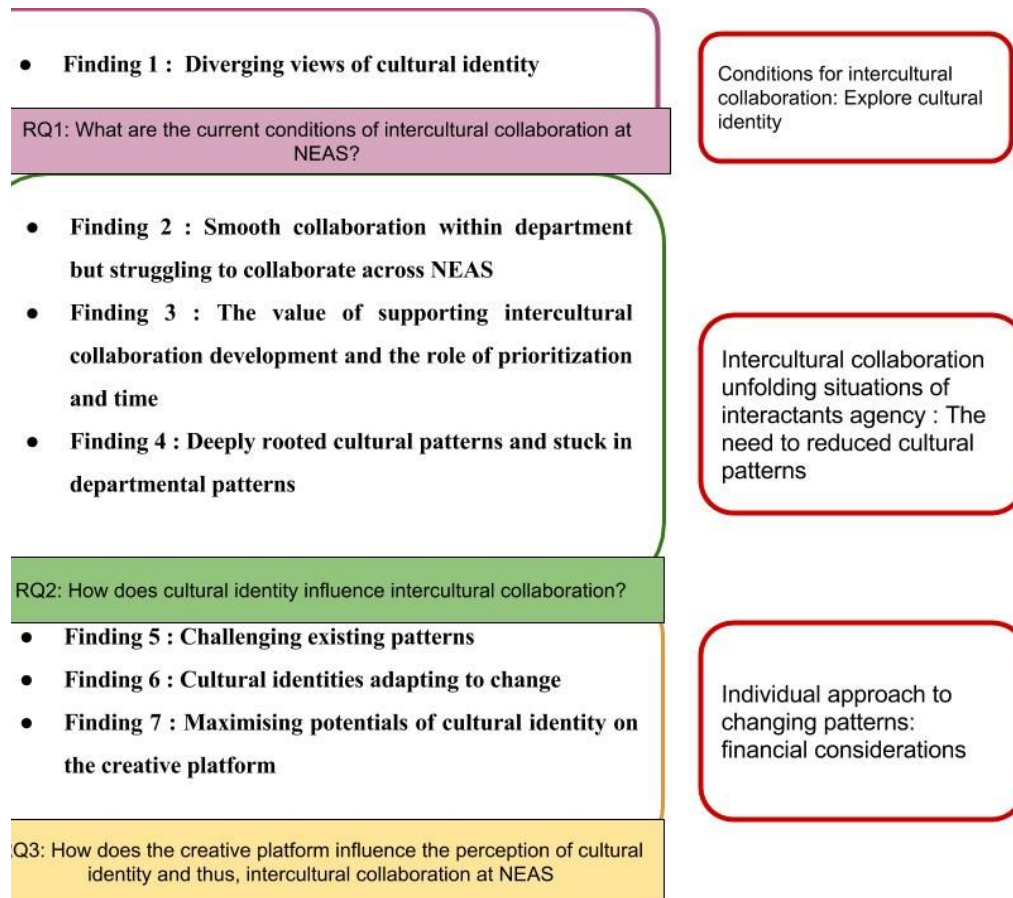 ● Finding 1 : Diverging views of cultural identity
RQ1: What are the current conditions of intercultural collaboration at
NEAS?
● Finding 2 : Smooth collaboration within department
but struggling to collaborate across NEAS
● Finding 3 : The value of supporting intercultural
collaboration development and the role of prioritization
and time
● Finding 4 : Deeply rooted cultural patterns and stuck in
departmental patterns
RQ2: How does cultural identity influence intercultural collaboration?
● Finding 5 : Challenging existing patterns
● Finding 6 : Cultural identities adapting to change
● Finding 7 : Maximising potentials of cultural identity on
the creative platform
RQ3: How does the creative platform influence the perception of cultural
identity and thus, intercultural collaboration at NEAS
Conditions for intercultural
collaboration: Explore cultural
identity
Intercultural collaboration
unfolding situations of
interactants agency : The
need to reduced cultural
patterns
Individual approach to
changing patterns:
financial considerations